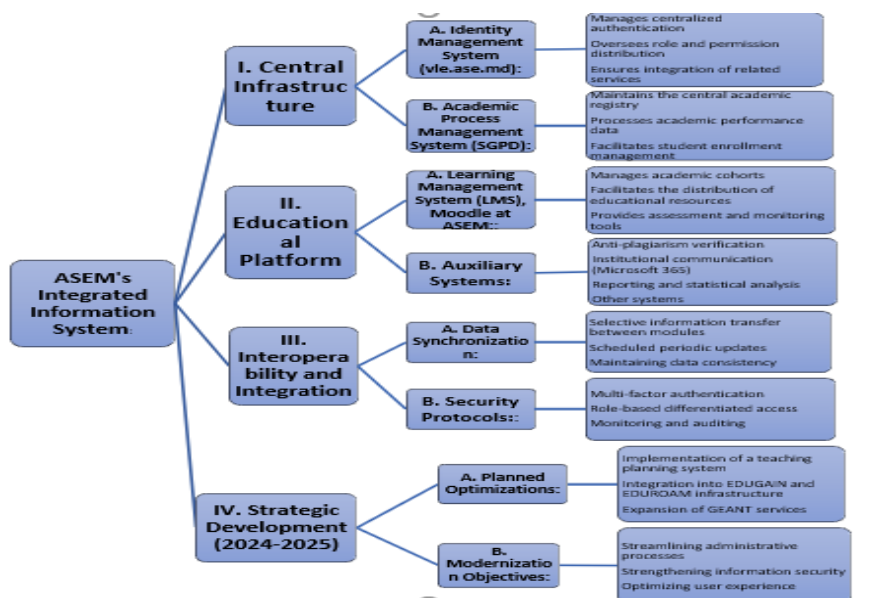 ASEM's
Integrated
Information
System:
I. Central
Infrastruc
ture
A. Identity
Management
System
(vle.ase.md):
Manages centralized
authentication
Oversees role and permission
distribution
Ensures integration of related
services
B. Academic
Process
Management
System (SGPD):
Maintains the central academic
registry
Processes academic performance
data
Facilitates student enrollment
management
II.
Education
al
Platform
A. Learning
Management
System (LMS),
Moodle at
ASEM::
Manages academic cohorts
Facilitates the distribution of
educational resources
Provides assessment and monitoring
tools
B. Auxiliary
Systems:
Anti-plagiarism verification
Institutional communication
(Microsoft 365)
Reporting and statistical analysis
Other systems
III.
Interopera
bility and
Integration
A. Data
Synchronizatio
n:
Selective information transfer
between modules
Scheduled periodic updates
Maintaining data consistency
B. Security
Protocols::
Multi-factor authentication
Role-based differentiated access
Monitoring and auditing
IV. Strategic
Development
(2024-2025)
A. Planned
Optimizations:
Implementation of a teaching
planning system
Integration into EDUGAIN and
EDUROAM infrastructure
Expansion of GEANT services
B.
Modernizatio
n Objectives:
Streamlining administrative
processes
Strengthening information security
Optimizing user experience